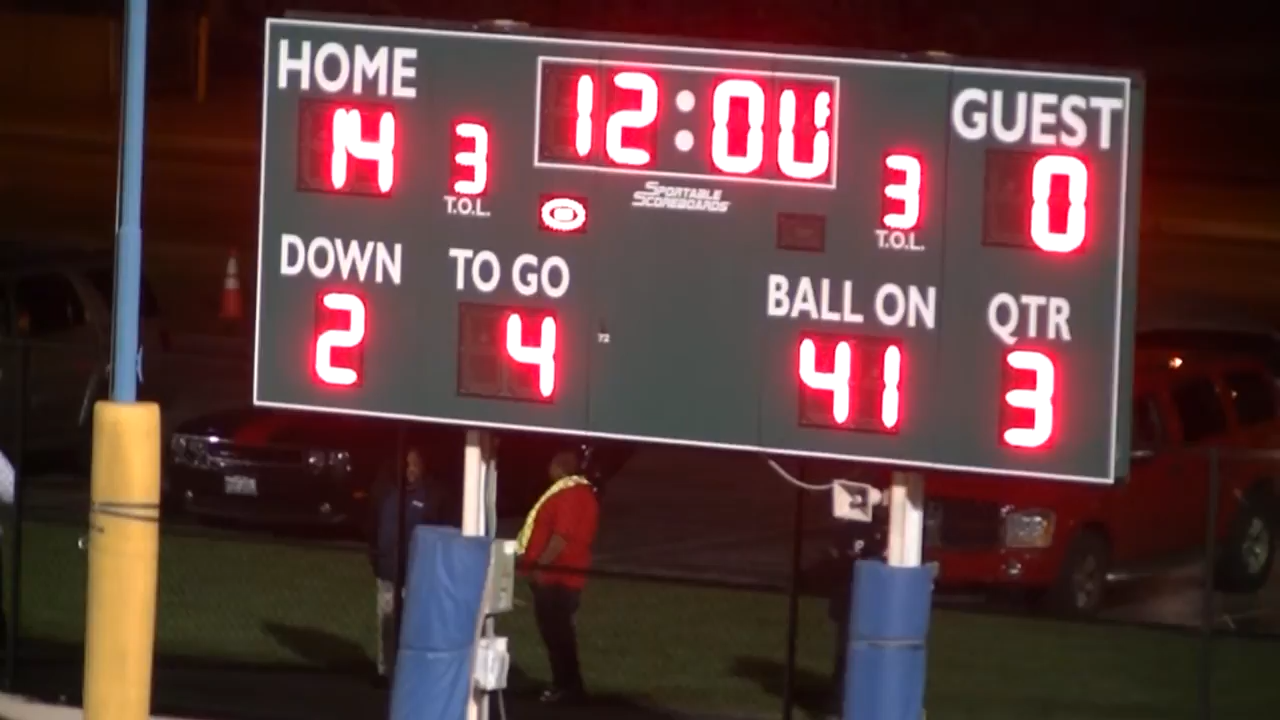 HOME
14
3
T.O.L.
12:00
SPORTABLE
SCOREBOARDS
3
T.O.L.
GUEST
0
DOWN
2
TO GO
4
72
BALL ON
41
QTR
3